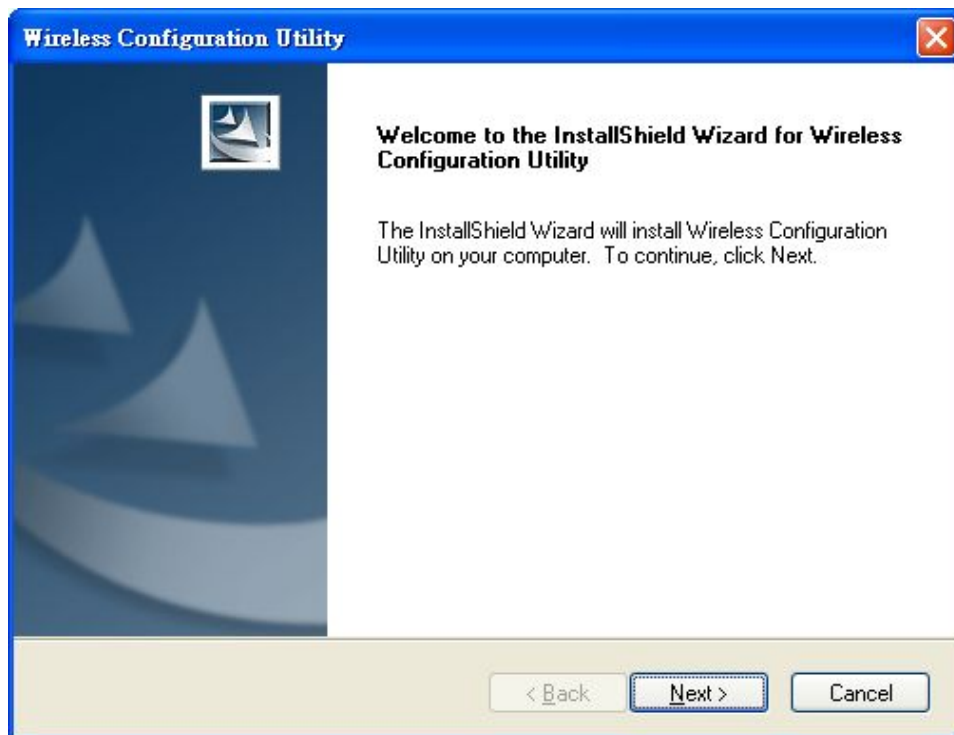 Wireless Configuration Utility
Welcome to the InstallShield Wizard for Wireless
Configuration Utility
The InstallShield Wizard will install Wireless Configuration
Utility on your computer.  To continue, click Next.
< Back
Next >
Cancel